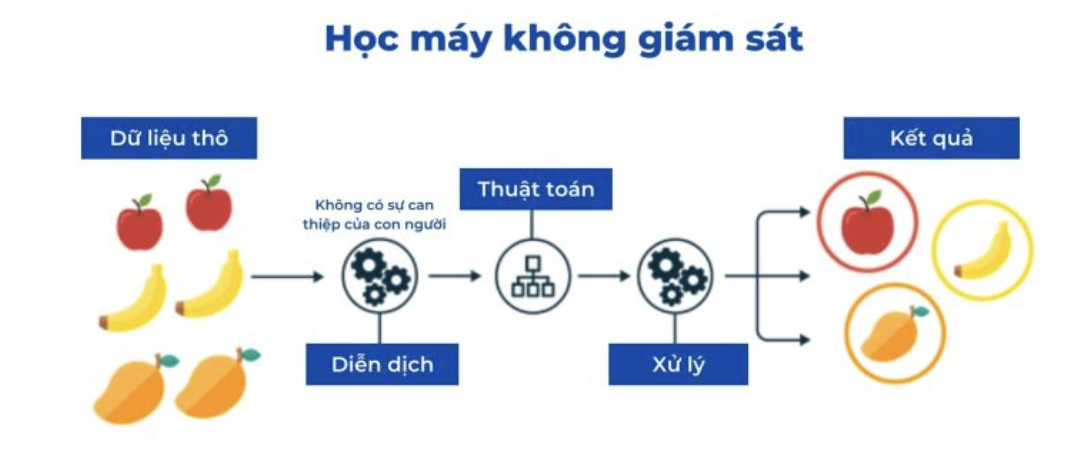 Học máy không giám sát
Dữ liệu thô
Kết quả
Thuật toán
Không có sự can
thiệp của con người
Diễn dịch
Xử lý